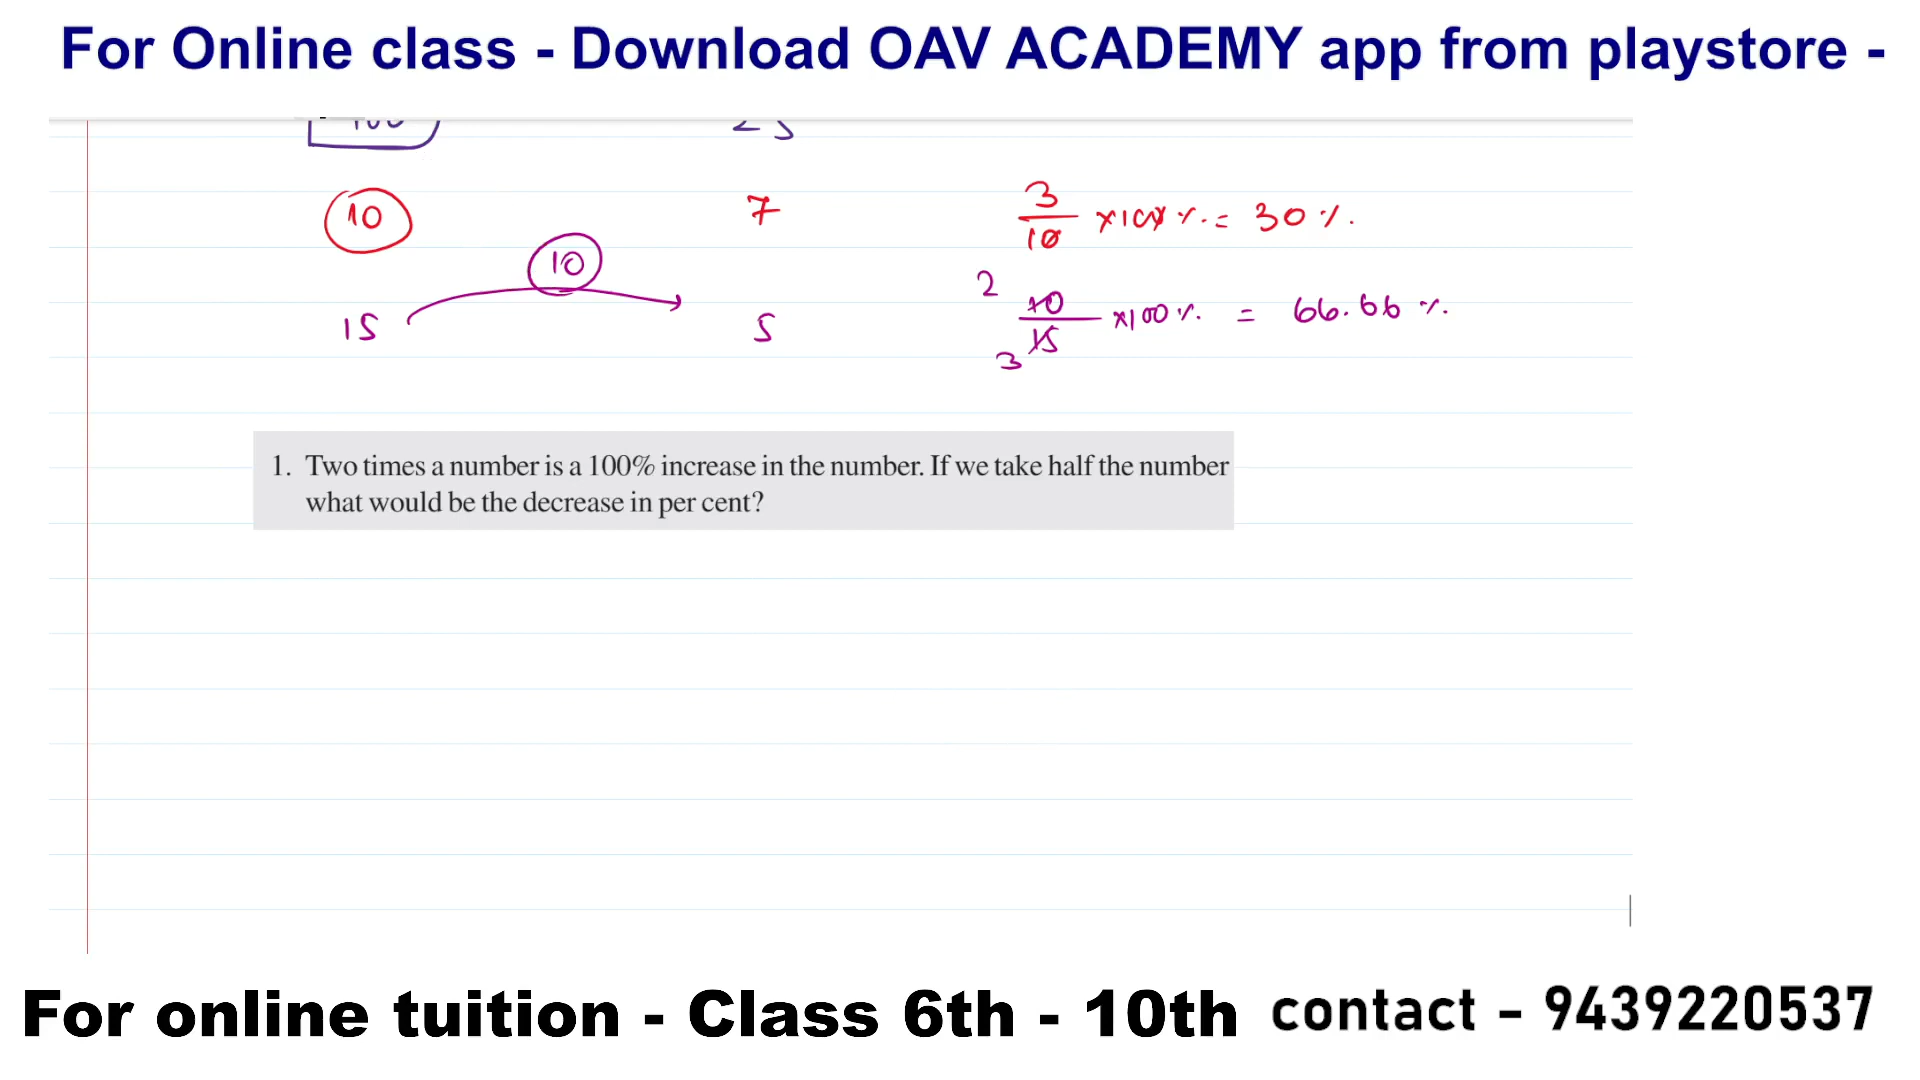 For Online class - Download OAV ACADEMY app from playstore -
10 7 3/10 ×100 %. = 30 %.
10
15 5 2 10/15 3 ×100 %. = 66.66 %.
1. Two times a number is a 100% increase in the number. If we take half the number
what would be the decrease in per cent?
For online tuition - Class 6th - 10th contact - 9439220537